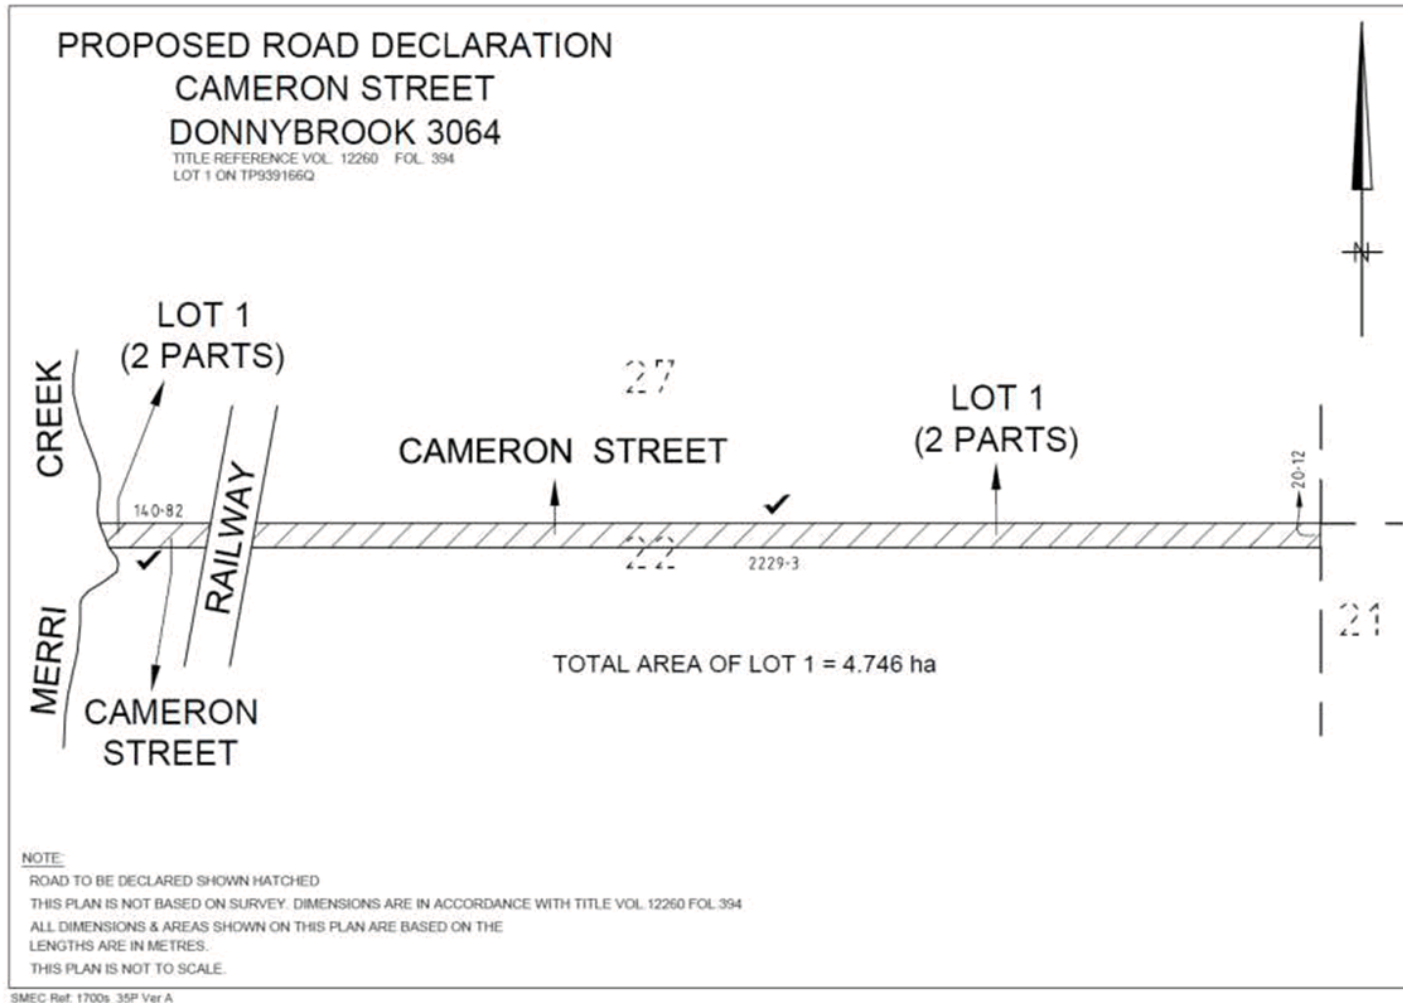 PROPOSED ROAD DECLARATION
CAMERON STREET
DONNYBROOK 3064
TITLE REFERENCE VOL. 12260 FOL. 394
LOT 1 ON TP939166Q
N
LOT 1
(2 PARTS)
CREEK
MERRI
140-82
RAILWAY
27
CAMERON STREET
LOT 1
(2 PARTS)
20-12
22
2229-3
21
TOTAL AREA OF LOT 1 = 4.746 ha
CAMERON
STREET
NOTE:
ROAD TO BE DECLARED SHOWN HATCHED
THIS PLAN IS NOT BASED ON SURVEY. DIMENSIONS ARE IN ACCORDANCE WITH TITLE VOL.12260 FOL.394
ALL DIMENSIONS & AREAS SHOWN ON THIS PLAN ARE BASED ON THE
LENGTHS ARE IN METRES.
THIS PLAN IS NOT TO SCALE.
SMEC Ref: 1700s_35P Ver A